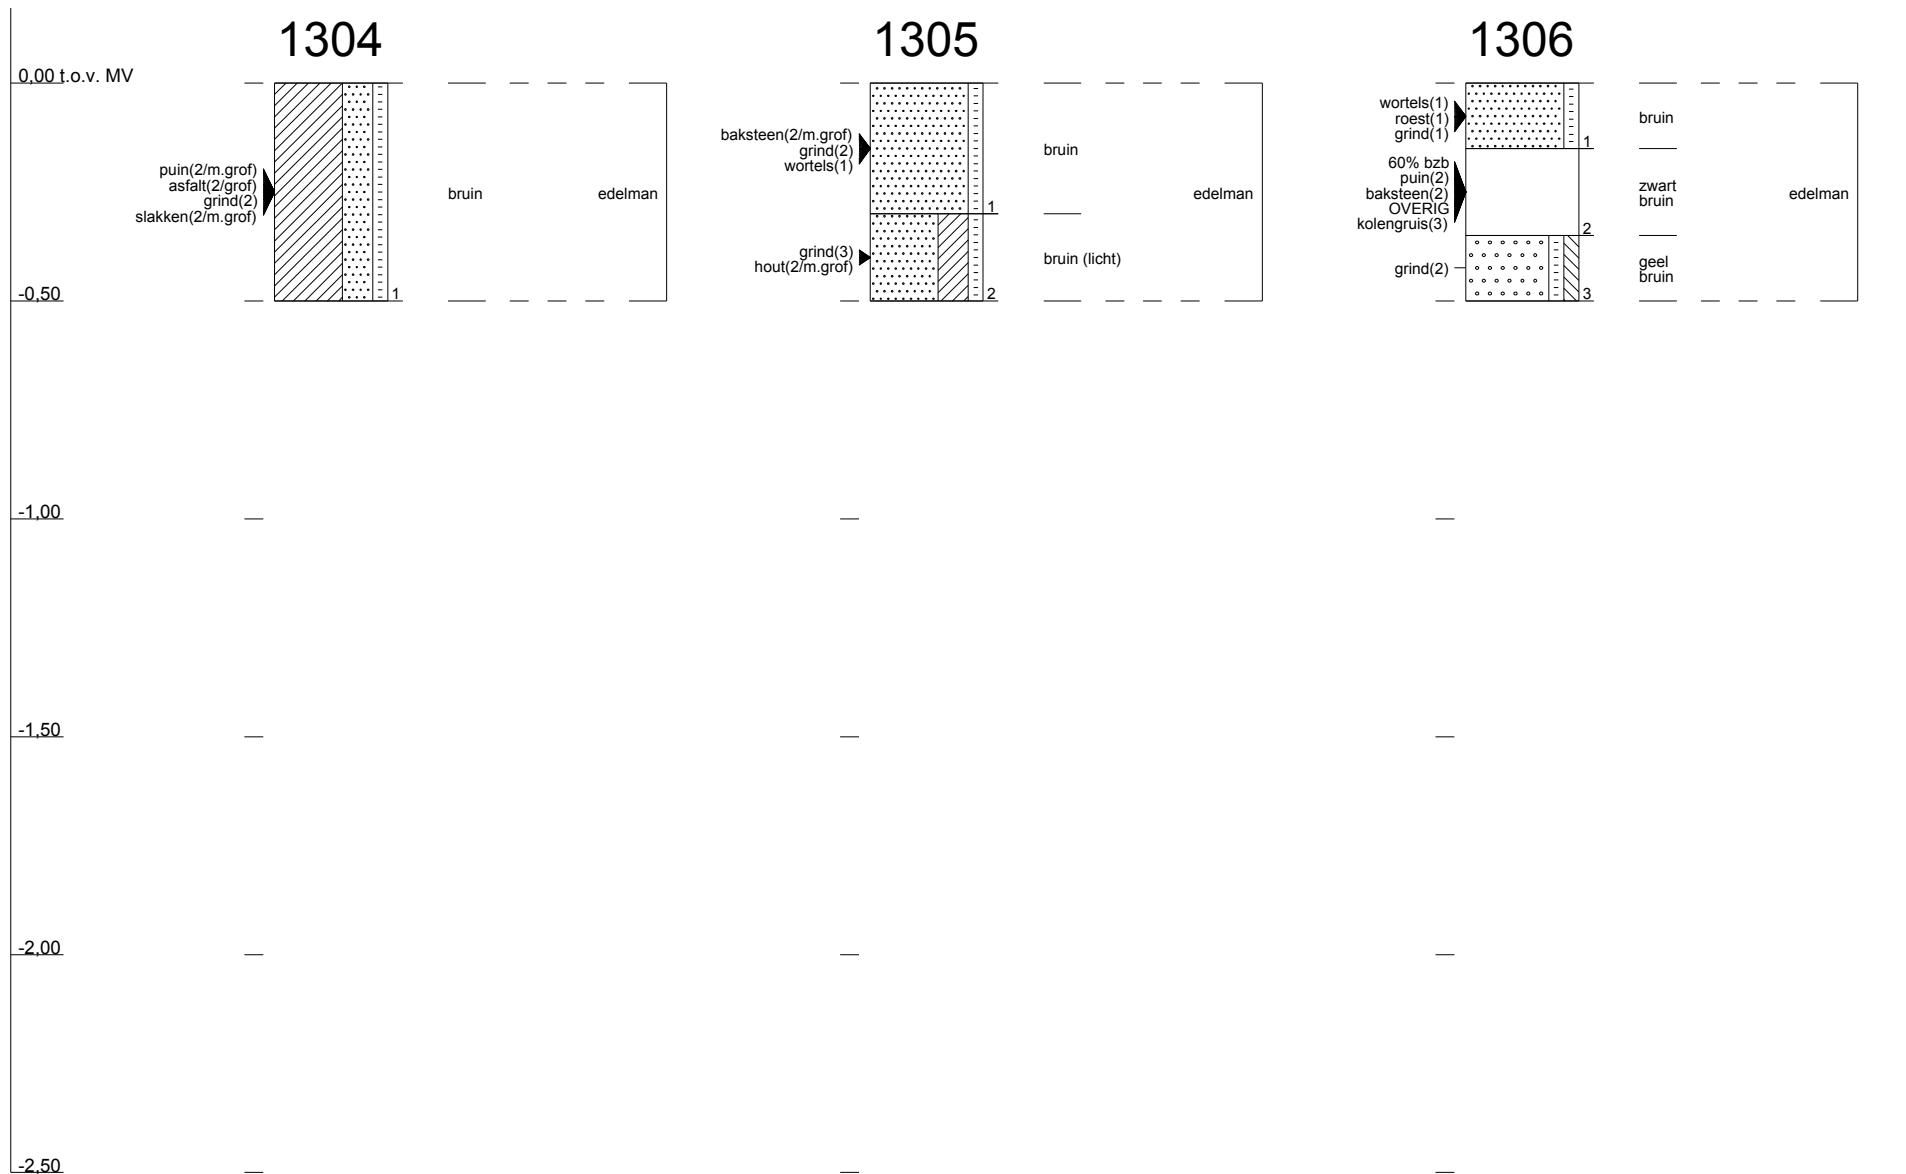 1304
1305
1306
0,00 t.o.v. MV
puin(2/m.grof)
asfalt(2/grof)
grind(2)
slakken(2/m.grof)
bruin
edelman
1
baksteen(2/m.grof)
grind(2)
wortels(1)
bruin
1
edelman
grind(3)
hout(2/m.grof)
bruin (licht)
2
wortels(1)
roest(1)
grind(1)
bruin
1
60% bzb
puin(2)
baksteen(2)
OVERIG
kolengruis(3)
zwart
bruin
2
edelman
grind(2)
geel
bruin
3
-0,50
-1,00
-1,50
-2,00
-2,50